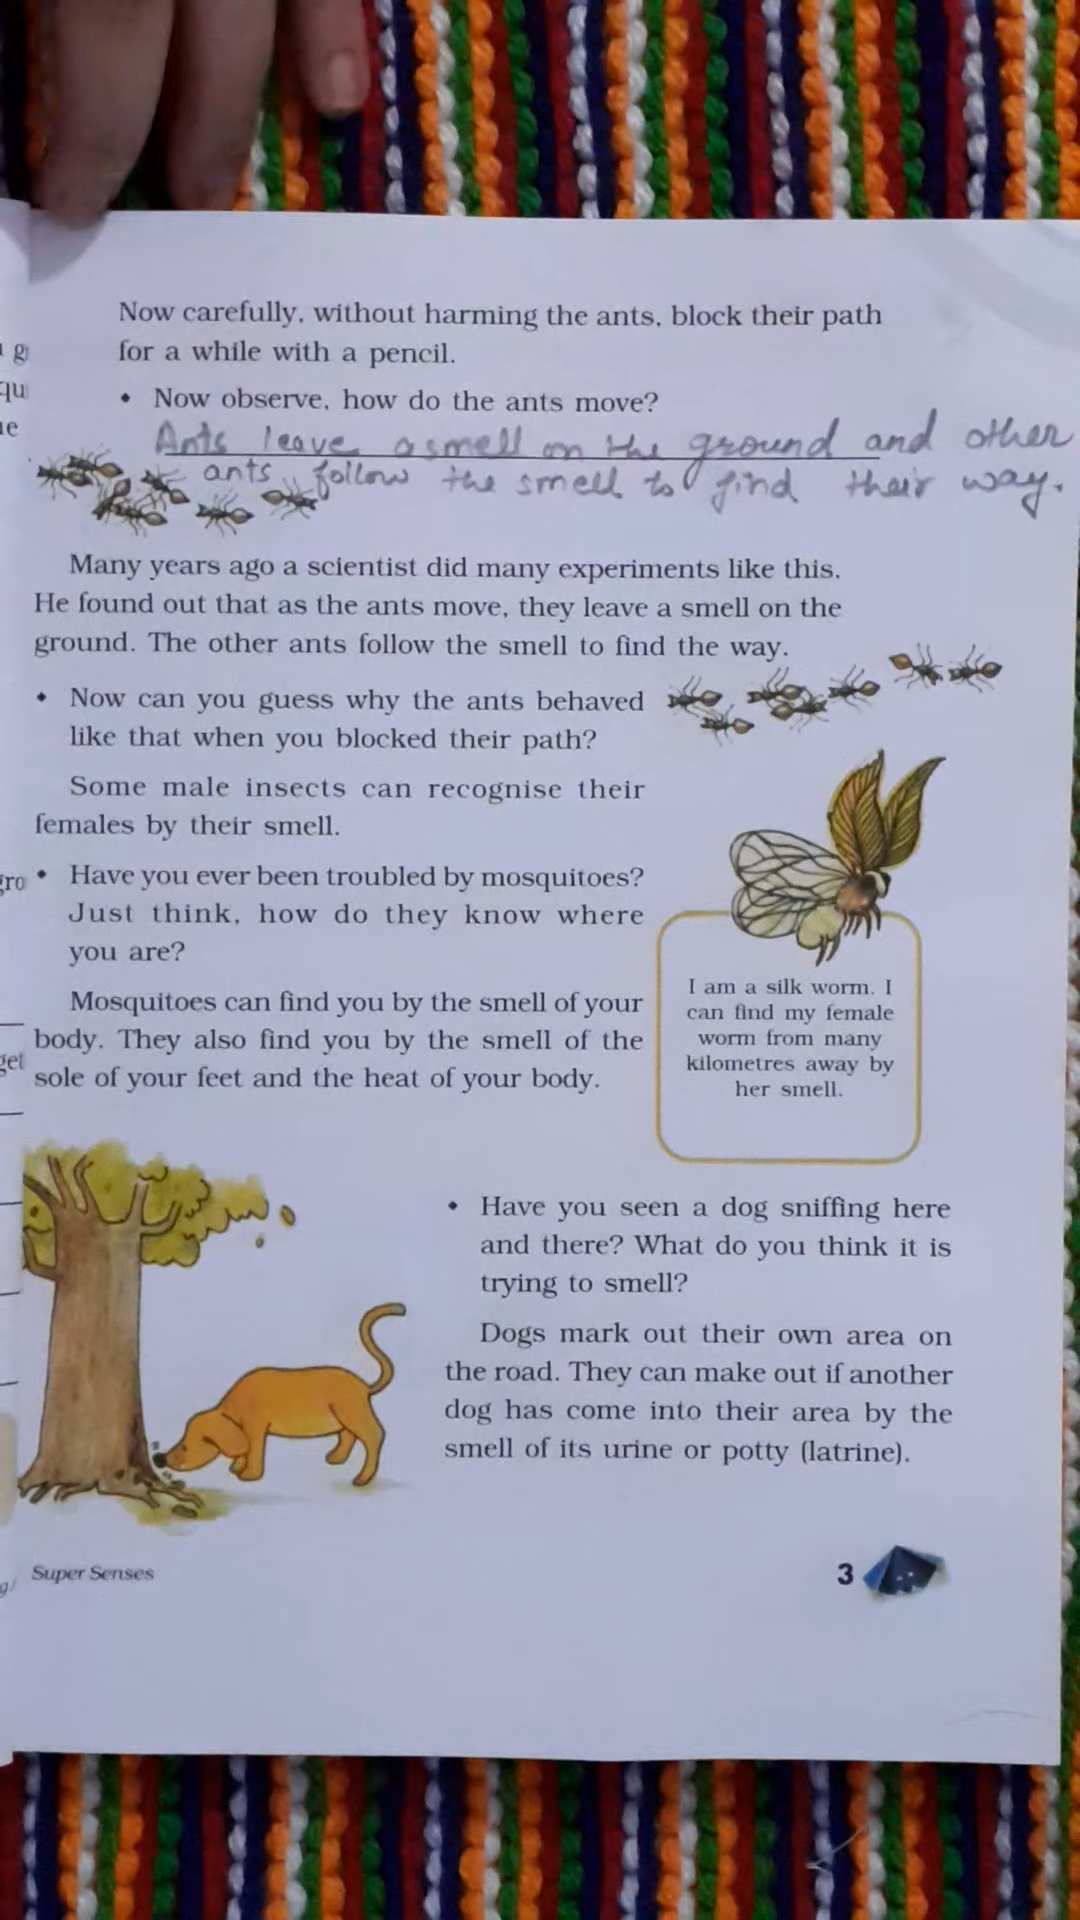 Now carefully, without harming the ants, block their path
for a while with a pencil.
• Now observe, how do the ants move?
Ants leave a smell on the ground and other
ants follow the smell to find their way.
Many years ago a scientist did many experiments like this.
He found out that as the ants move, they leave a smell on the
ground. The other ants follow the smell to find the way.
• Now can you guess why the ants behaved
like that when you blocked their path?
Some male insects can recognise their
females by their smell.
• Have you ever been troubled by mosquitoes?
Just think, how do they know where
you are?
Mosquitoes can find you by the smell of your
body. They also find you by the smell of the
sole of your feet and the heat of your body.
I am a silk worm. I
can find my female
worm from many
kilometres away by
her smell.
• Have you seen a dog sniffing here
and there? What do you think it is
trying to smell?
Dogs mark out their own area on
the road. They can make out if another
dog has come into their area by the
smell of its urine or potty (latrine).
Super Senses
3